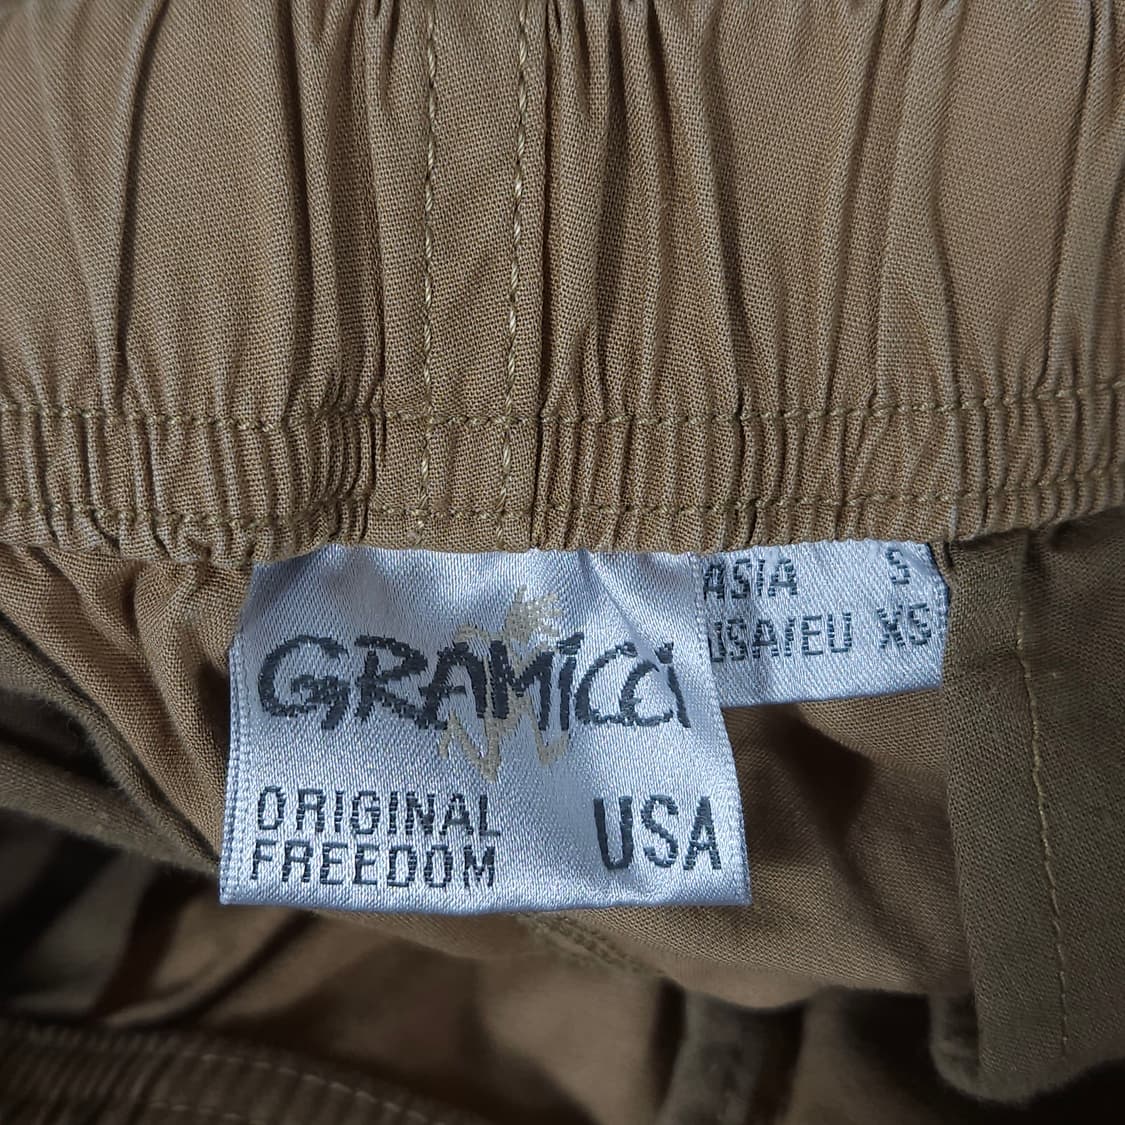 GRAMiCCi
ORIGINAL
FREEDOM
USA
ASIA S
USA/EU XS